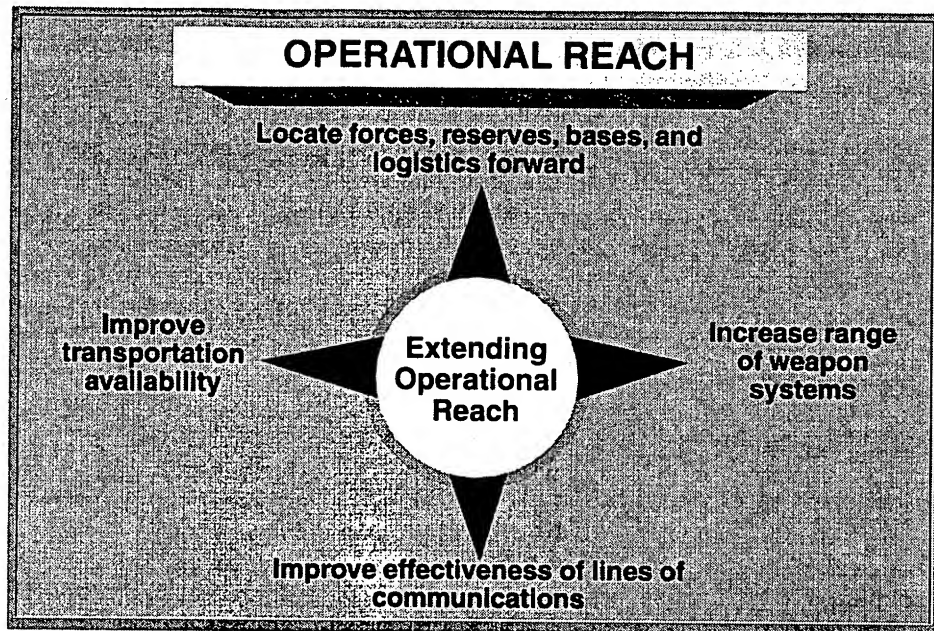 OPERATIONAL REACH
Locate forces, reserves, bases, and
logistics forward
Improve
transportation
availability
Extending
Operational
Reach
Increase range
of weapon
systems
Improve effectiveness of lines of
communications